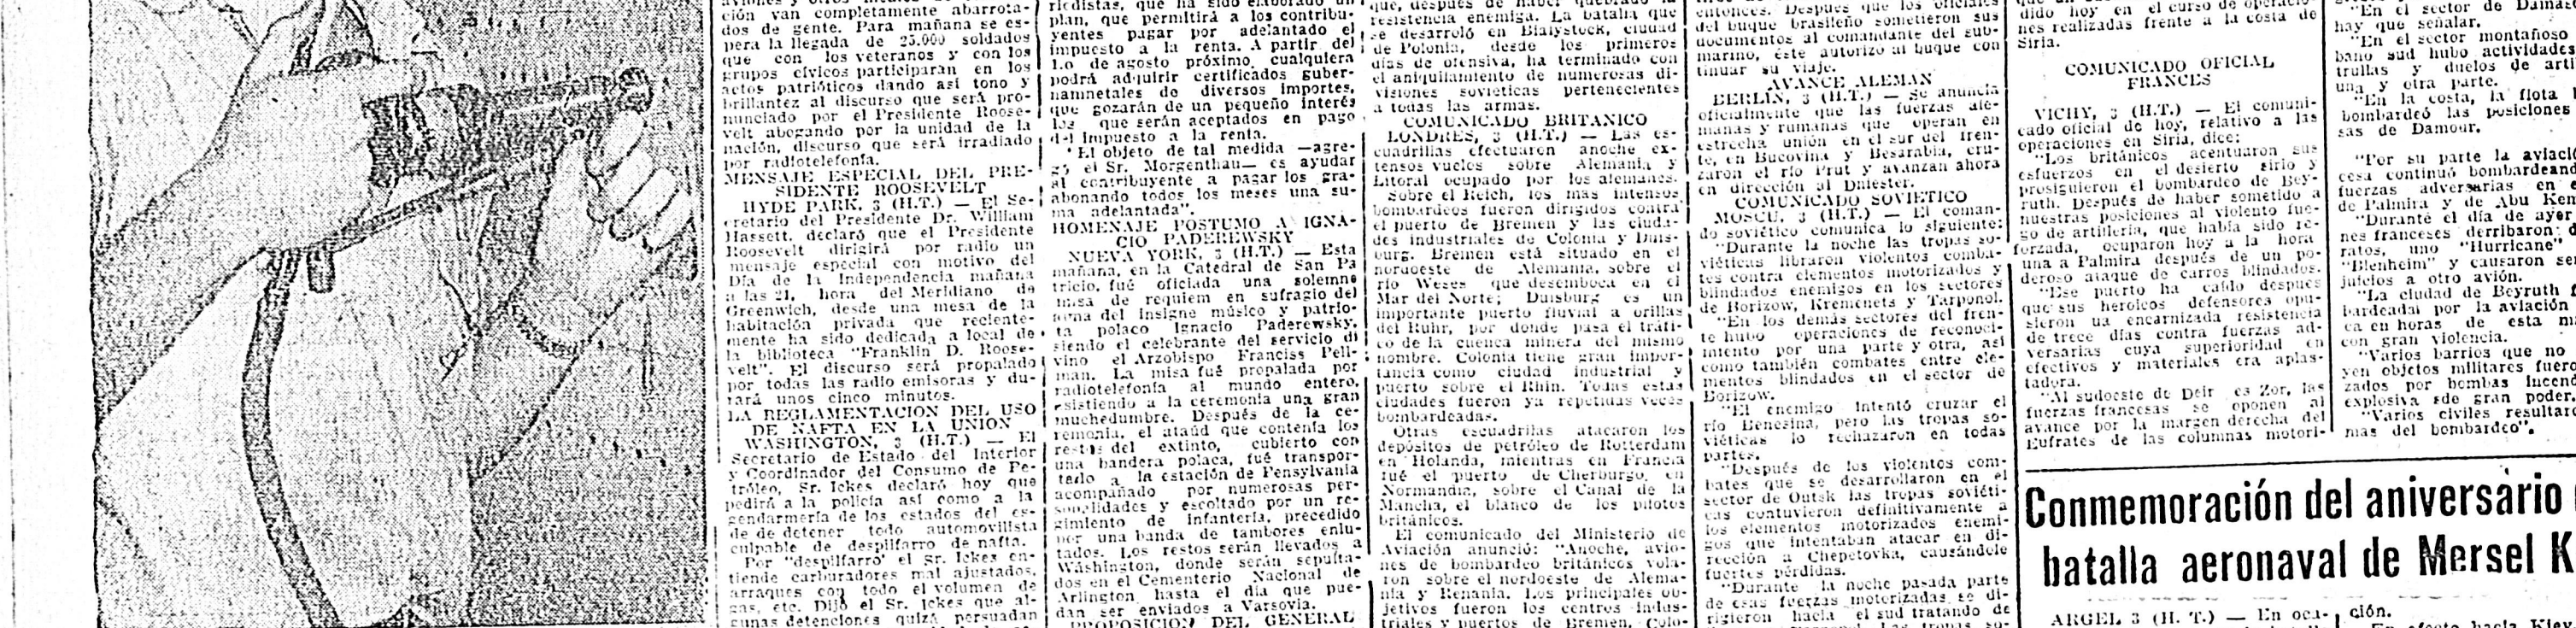 ción van completamente abarrota-
dos de gente. Para mañana se es-
pera la llegada de 25.000 soldados
que con los veteranos y con los
grupos cívicos participarán en los
actos patrióticos dando así tono y
brillantez al discurso que será pro-
nunciado por el Presidente Roose-
velt abogando por la unidad de la
nación, discurso que será irradiado
por radiotelefonía.
MENSAJE ESPECIAL DEL PRE-
SIDENTE ROOSEVELT
HYDE PARK, 3 (H.T.) — El Se-
cretario del Presidente Dr. William
Hassett, declaró que el Presidente
Roosevelt dirigirá por radio un
mensaje especial con motivo del
Día de la Independencia mañana
a las 21, hora del Meridiano de
Greenwich, desde una mesa de la
habitación privada que reciente-
mente ha sido dedicada a local de
la biblioteca "Franklin D. Roose-
velt". El discurso será propalado
por todas las radio emisoras y du-
rará unos cinco minutos.
LA REGLAMENTACION DEL USO
DE NAFTA EN LA UNION
WASHINGTON, 3 (H.T.) — El
Secretario de Estado del Interior
y Coordinador del Consumo de Pe-
tróleo, Sr. Ickes declaró hoy que
pedirá a la policía así como a la
gendarmería de los estados del es-
te de detener todo automovilista
culpable de despilfarro de nafta.
Por "despilfarro" el Sr. Ickes en-
tiende carburadores mal ajustados,
arraques con todo el volumen de
gas, etc. Dijo el Sr. Ickes que al-
gunas detenciones quizá persuadan
riodistas, que ha sido elaborado un
plan, que permitirá a los contribu-
yentes pagar por adelantado el
impuesto a la renta. A partir del
1.o de agosto próximo, cualquiera
podrá adquirir certificados guber-
namnetales de diversos importes,
que gozarán de un pequeño interés
los que serán aceptados en pago
del Impuesto a la renta.
"El objeto de tal medida —agre-
gó el Sr. Morgenthau— es ayudar
al contribuyente a pagar los gra-
abonando todos los meses una su-
ma adelantada".
HOMENAJE POSTUMO A IGNA-
CIO PADEREWSKY
NUEVA YORK, 3 (H.T.) — Esta
mañana, en la Catedral de San Pa
tricio, fué oficiada una solemne
misa de requiem en sufragio del
alma del insigne músico y patrio-
ta polaco Ignacio Paderewsky,
siendo el celebrante del servicio di
vino el Arzobispo Franciss Pell-
man. La misa fué propalada por
radiotelefonía al mundo entero,
asistiendo a la ceremonia una gran
muchedumbre. Después de la ce-
remonia, el ataúd que contenía los
restos del extinto, cubierto con
una bandera polaca, fué transpor-
tado a la estación de Pensylvania
acompañado por numerosas per-
sonalidades y escoltado por un re-
gimiento de infantería, precedido
por una banda de tambores enlu-
tados. Los restos serán llevados a
Wáshington, donde serán sepulta-
dos en el Cementerio Nacional de
Arlington hasta el día que pue-
dan ser enviados a Varsovia.
PROPOSICION DEL GENERAL
que, después de haber quebrado la
resistencia enemiga. La batalla que
se desarroló en Bialystock, ciudad
de Polonia, desde los primeros
días de ofensiva, ha terminado con
el aniquilamiento de numerosas di-
visiones sovieticas pertenecientes
a todas las armas.
COMUNICADO BRITANICO
LONDRES, 3 (H.T.) — Las es-
cuadrillas efectuaron anoche ex-
tensos vuelos sobre Alemania y
Litoral ocupado por los alemanes.
Sobre el Reich, los más intensos
bombardeos fueron dirigidos contra
el puerto de Bremen y las ciuda-
des industriales de Colonia y Duis-
burg. Bremen está situado en el
nordoeste de Alemania, sobre el
río Weses que desemboca en el
Mar del Norte; Duisburg es un
importante puerto fluvial a orillas
del Ruhr, por donde pasa el tráfi-
co de la cuenca minera del mismo
nombre. Colonia tiene gran impor-
tancia como ciudad industrial y
puerto sobre el Rhin. Todas estas
ciudades fueron ya repetidas veces
bombardeadas.
Otras escuadrillas atacaron los
depósitos de petróleo de Rotterdam
en Holanda, mientras en Francia
fué el puerto de Cherburgo, en
Normandía, sobre el Canal de la
Mancha, el blanco de los pilotos
británicos.
El comunicado del Ministerio de
Aviación anunció: "Anoche, avio-
nes de bombardeo británicos vola-
ron sobre el nordoeste de Alema-
nia y Renania. Los principales ob-
jetivos fueron los centros indus-
triales y puertos de Bremen, Colo-
entonces. Después que los oficiales
del buque brasileño sometieron sus
documentos al comandante del sub-
marino, éste autorizó al buque con
tinuar su viaje.
AVANCE ALEMAN
BERLIN, 3 (H.T.) — Se anuncia
oficialmente que las fuerzas ale-
manas y rumanas que operan en
estrecha unión en el sur del fren-
te, en Bucovina y Besarabia, cru-
zaron el río Prut y avanzan ahora
en dirección al Dniester.
COMUNICADO SOVIETICO
MOSCU, 3 (H.T.) — El coman-
do soviético comunica lo siguiente:
"Durante la noche las tropas so-
viéticas libraron violentos comba-
tes contra elementos motorizados y
blindados enemigos en los sectores
de Borizow, Kremenets y Tarponol.
"En los demás sectores del fren-
te hubo operaciones de reconoci-
miento por una parte y otra, así
como también combates entre ele-
mentos blindados en el sector de
Borizow.
"El enemigo intentó cruzar el
río Benesina, pero las tropas so-
viéticas lo rechazaron en todas
partes.
"Después de los violentos com-
bates que se desarrollaron en el
sector de Outsk las tropas soviéti-
cas contuvieron definitivamente a
los elementos motorizados enemi-
gos que intentaban atacar en di-
rección a Chepetovka, causándole
fuertes pérdidas.
"Durante la noche pasada parte
de esas fuerzas motorizadas se di-
rigieron hacia el sud tratando de
dido hoy en el curso de operacio-
nes realizadas frente a la costa de
Siria.
COMUNICADO OFICIAL
FRANCES
VICHY, 3 (H.T.) — El comuni-
cado oficial de hoy, relativo a las
operaciones en Siria, dice:
"Los británicos acentuaron sus
esfuerzos en el desierto sirio y
prosiguieron el bombardeo de Bey-
ruth. Después de haber sometido a
nuestras posiciones al violento fue-
go de artillería, que había sido re-
forzada, ocuparon hoy a la hora
una a Palmira después de un po-
deroso ataque de carros blindados.
"Ese puerto ha caído después
que sus heroicos defensores opu-
sieron ua encarnizada resistencia
de trece días contra fuerzas ad-
versarias cuya superioridad en
efectivos y materiales era aplas-
tadora.
"Al sudoeste de Deir es Zor, las
fuerzas francesas se oponen al
avance por la margen derecha del
Eufrates de las columnas motori-
"En el sector de Damasc
hay que señalar.
"En el sector montañoso
bano sud hubo actividades
trullas y duelos de arti
una y otra parte.
"En la costa, la flota
bombardeó las posiciones
sas de Damour.
"Por su parte la aviació
cesa continuó bombardeand
fuerzas adversarias en
de Palmira y de Abu Kem
"Durante el día de ayer
nes franceses derribaron: d
ratos, uno "Hurricane"
"Blenheim" y causaron se
juicios a otro avión.
"La ciudad de Beyruth f
bardeada por la aviación
ca en horas de esta m
con gran violencia.
"Varios barrios que no
yen objetos militares fuero
zados por bombas incend
explosiva sde gran poder.
"Varios civiles resultaro
mas del bombardeo".
Conmemoración del aniversario
batalla aeronaval de Mersel K
ARGEL 3 (H. T.) — En oca-
ción.